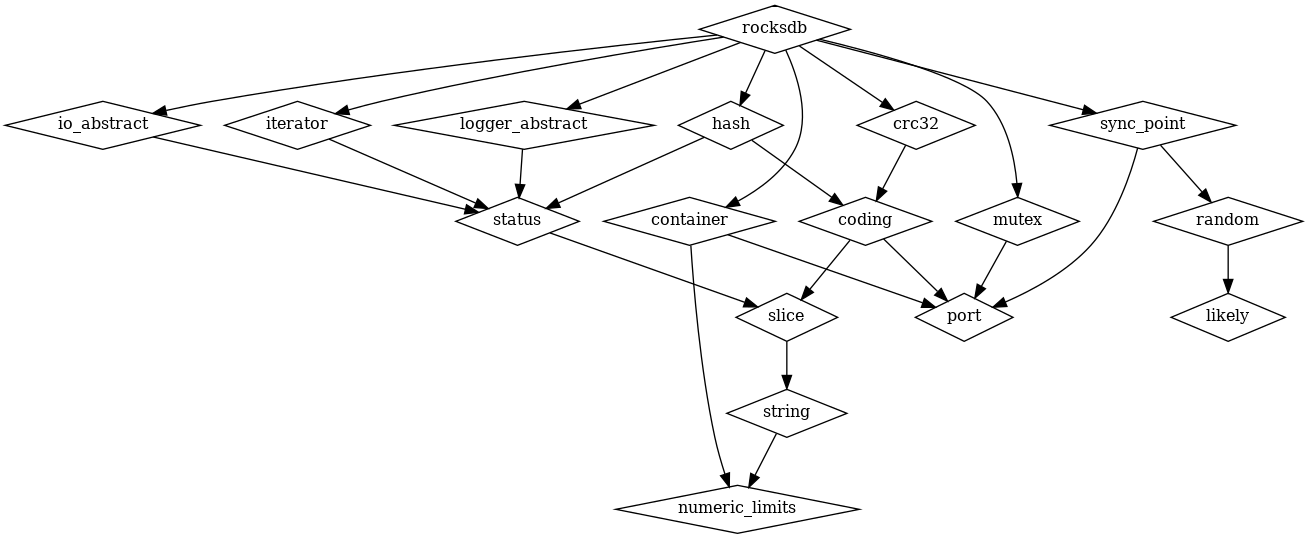 rocksdb
io_abstract
iterator
logger_abstract
hash
crc32
sync_point
status
container
coding
mutex
random
slice
port
likely
string
numeric_limits